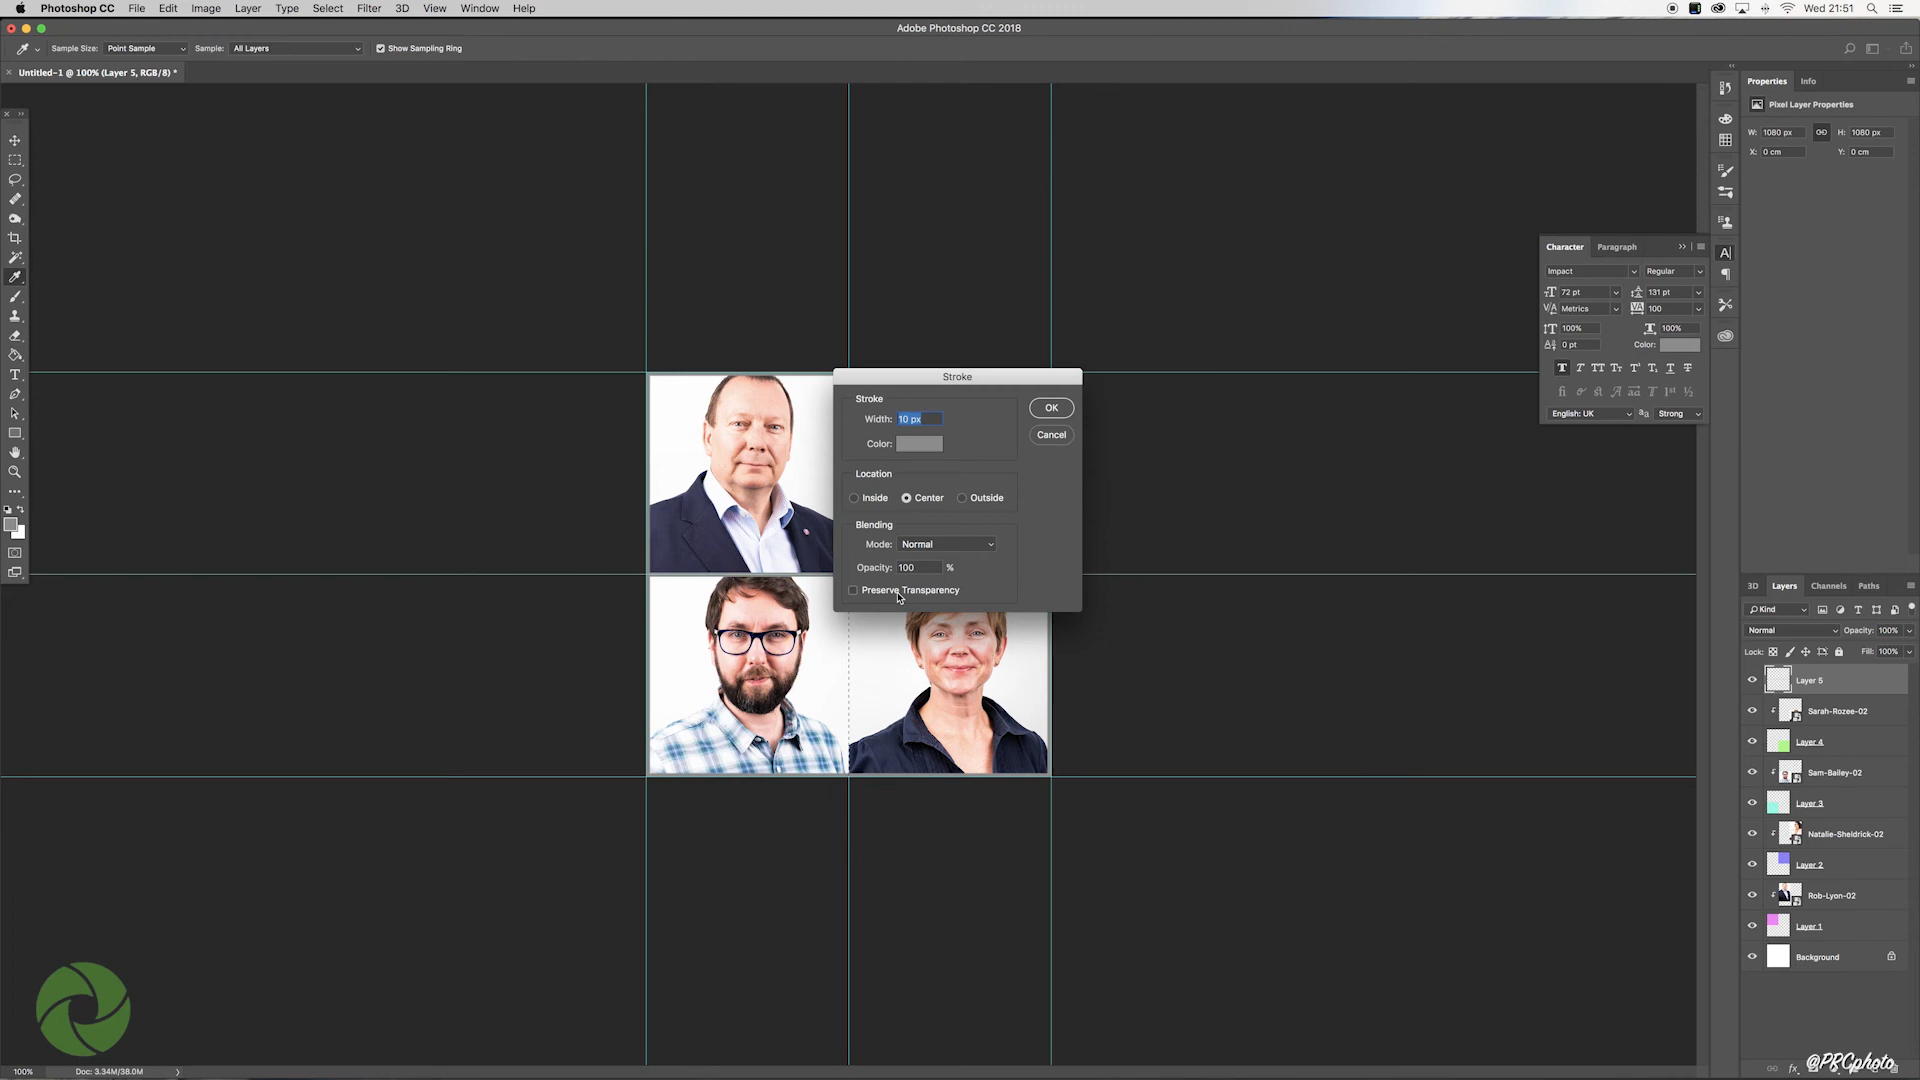 Photoshop CC File Edit Image Layer Type Select Filter 3D View Window Help Wed 21:51
Adobe Photoshop CC 2018
Sample Size: Point Sample Sample: All Layers Show Sampling Ring
Untitled-1 @ 100% (Layer 5, RGB/8) *
Properties Info
Pixel Layer Properties
W: 1080 px H: 1080 px
X: 0 cm Y: 0 cm
Character Paragraph
Impact Regular
72 pt 131 pt
Metrics 100
100% 100%
0 pt Color:
English: UK Strong
Stroke
Stroke
Width: 10 px
Color:
OK
Cancel
Location
Inside Center Outside
Blending
Mode: Normal
Opacity: 100 %
Preserve Transparency
3D Layers Channels Paths
Kind
Normal Opacity: 100%
Lock: Fill: 100%
Layer 5
Sarah-Rozee-02
Layer 4
Sam-Bailey-02
Layer 3
Natalie-Sheldrick-02
Layer 2
Rob-Lyon-02
Layer 1
Background
@PRCphoto
100% Doc: 3.34M/38.0M